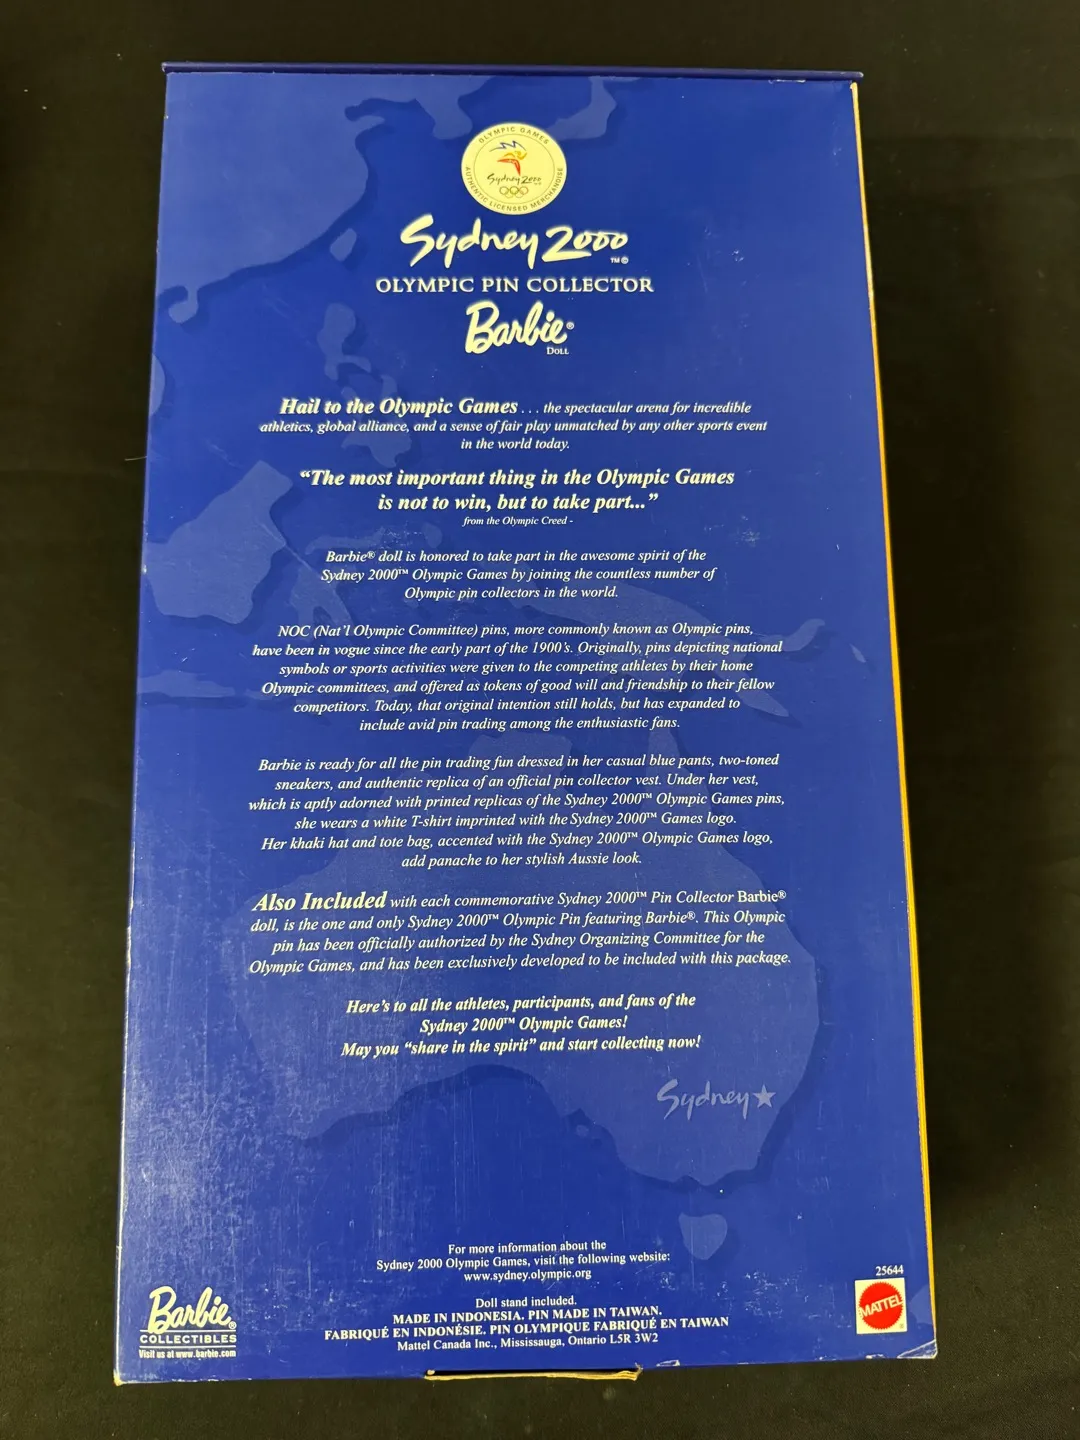 OLYMPIC GAMES
Sydney 2000
AUTHENTIC LICENSED MERCHANDISE
Sydney 2000 ™©
OLYMPIC PIN COLLECTOR
Barbie®
DOLL
Hail to the Olympic Games . . . the spectacular arena for incredible
athletics, global alliance, and a sense of fair play unmatched by any other sports event
in the world today.
“The most important thing in the Olympic Games
is not to win, but to take part...”
from the Olympic Creed -
Barbie® doll is honored to take part in the awesome spirit of the
Sydney 2000™ Olympic Games by joining the countless number of
Olympic pin collectors in the world.
NOC (Nat'l Olympic Committee) pins, more commonly known as Olympic pins,
have been in vogue since the early part of the 1900's. Originally, pins depicting national
symbols or sports activities were given to the competing athletes by their home
Olympic committees, and offered as tokens of good will and friendship to their fellow
competitors. Today, that original intention still holds, but has expanded to
include avid pin trading among the enthusiastic fans.
Barbie is ready for all the pin trading fun dressed in her casual blue pants, two-toned
sneakers, and authentic replica of an official pin collector vest. Under her vest,
which is aptly adorned with printed replicas of the Sydney 2000™ Olympic Games pins,
she wears a white T-shirt imprinted with the Sydney 2000™ Games logo.
Her khaki hat and tote bag, accented with the Sydney 2000™ Olympic Games logo,
add panache to her stylish Aussie look.
Also Included with each commemorative Sydney 2000™ Pin Collector Barbie®
doll, is the one and only Sydney 2000™ Olympic Pin featuring Barbie®. This Olympic
pin has been officially authorized by the Sydney Organizing Committee for the
Olympic Games, and has been exclusively developed to be included with this package.
Here's to all the athletes, participants, and fans of the
Sydney 2000™ Olympic Games!
May you “share in the spirit” and start collecting now!
Sydney★
For more information about the
Sydney 2000 Olympic Games, visit the following website:
www.sydney.olympic.org
Doll stand included.
MADE IN INDONESIA. PIN MADE IN TAIWAN.
FABRIQUÉ EN INDONÉSIE. PIN OLYMPIQUE FABRIQUÉ EN TAIWAN
Mattel Canada Inc., Mississauga, Ontario L5R 3W2
Barbie®
COLLECTIBLES
Visit us at www.barbie.com
25644
MATTEL®